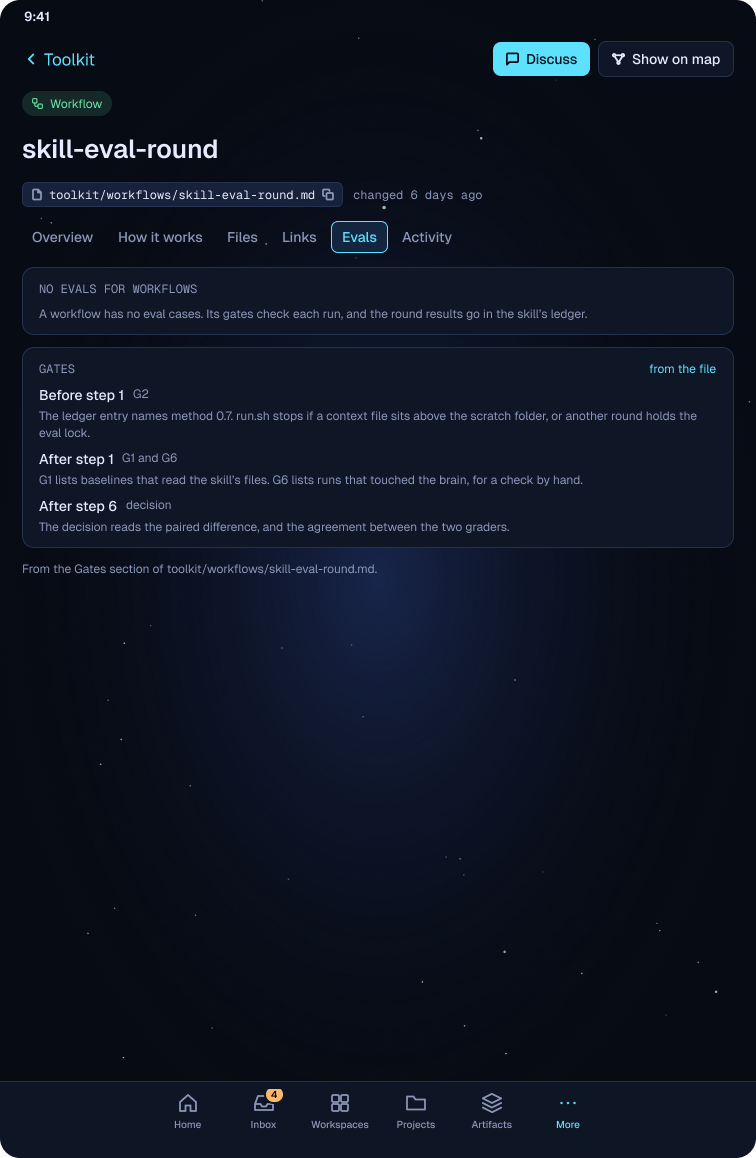 9:41
Toolkit
Discuss
Show on map
Workflow
skill-eval-round
toolkit/workflows/skill-eval-round.md
changed 6 days ago
Overview
How it works
Files
Links
Evals
Activity
NO EVALS FOR WORKFLOWS
A workflow has no eval cases. Its gates check each run, and the round results go in the skill's ledger.
GATES
from the file
Before step 1 G2
The ledger entry names method 0.7. run.sh stops if a context file sits above the scratch folder, or another round holds the
eval lock.
After step 1 G1 and G6
G1 lists baselines that read the skill's files. G6 lists runs that touched the brain, for a check by hand.
After step 6 decision
The decision reads the paired difference, and the agreement between the two graders.
From the Gates section of toolkit/workflows/skill-eval-round.md.
4
Home
Inbox
Workspaces
Projects
Artifacts
More